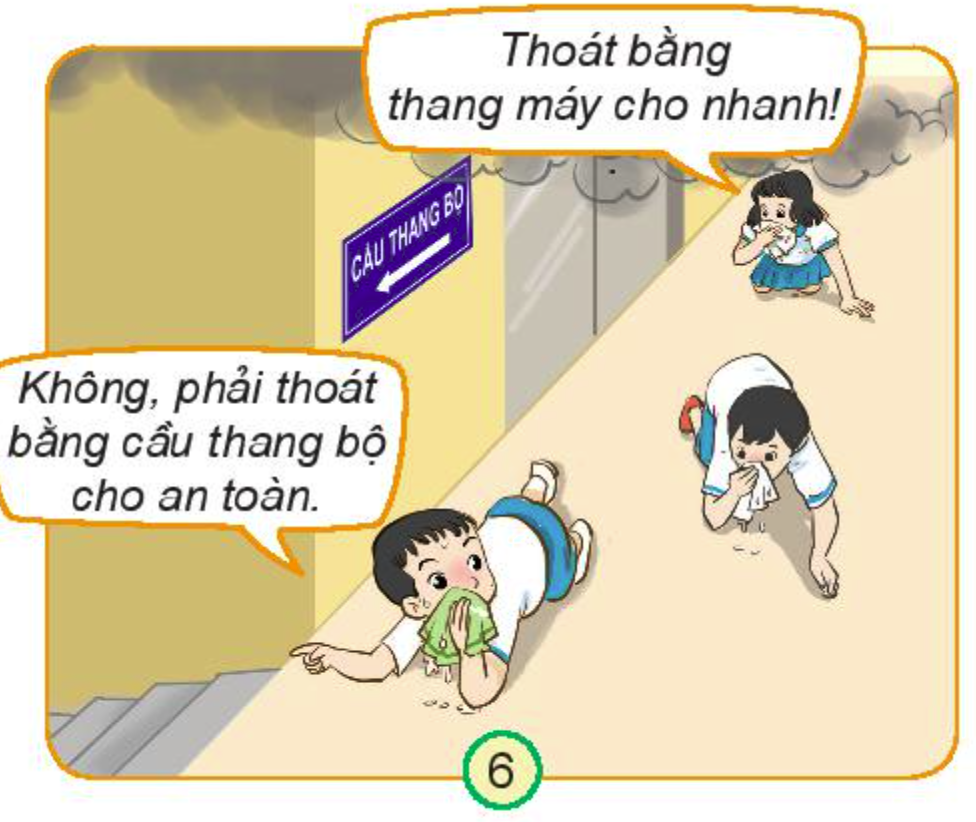 Thoát bằng
thang máy cho nhanh!
CẦU THANG BỘ
Không, phải thoát
bằng cầu thang bộ
cho an toàn.
6